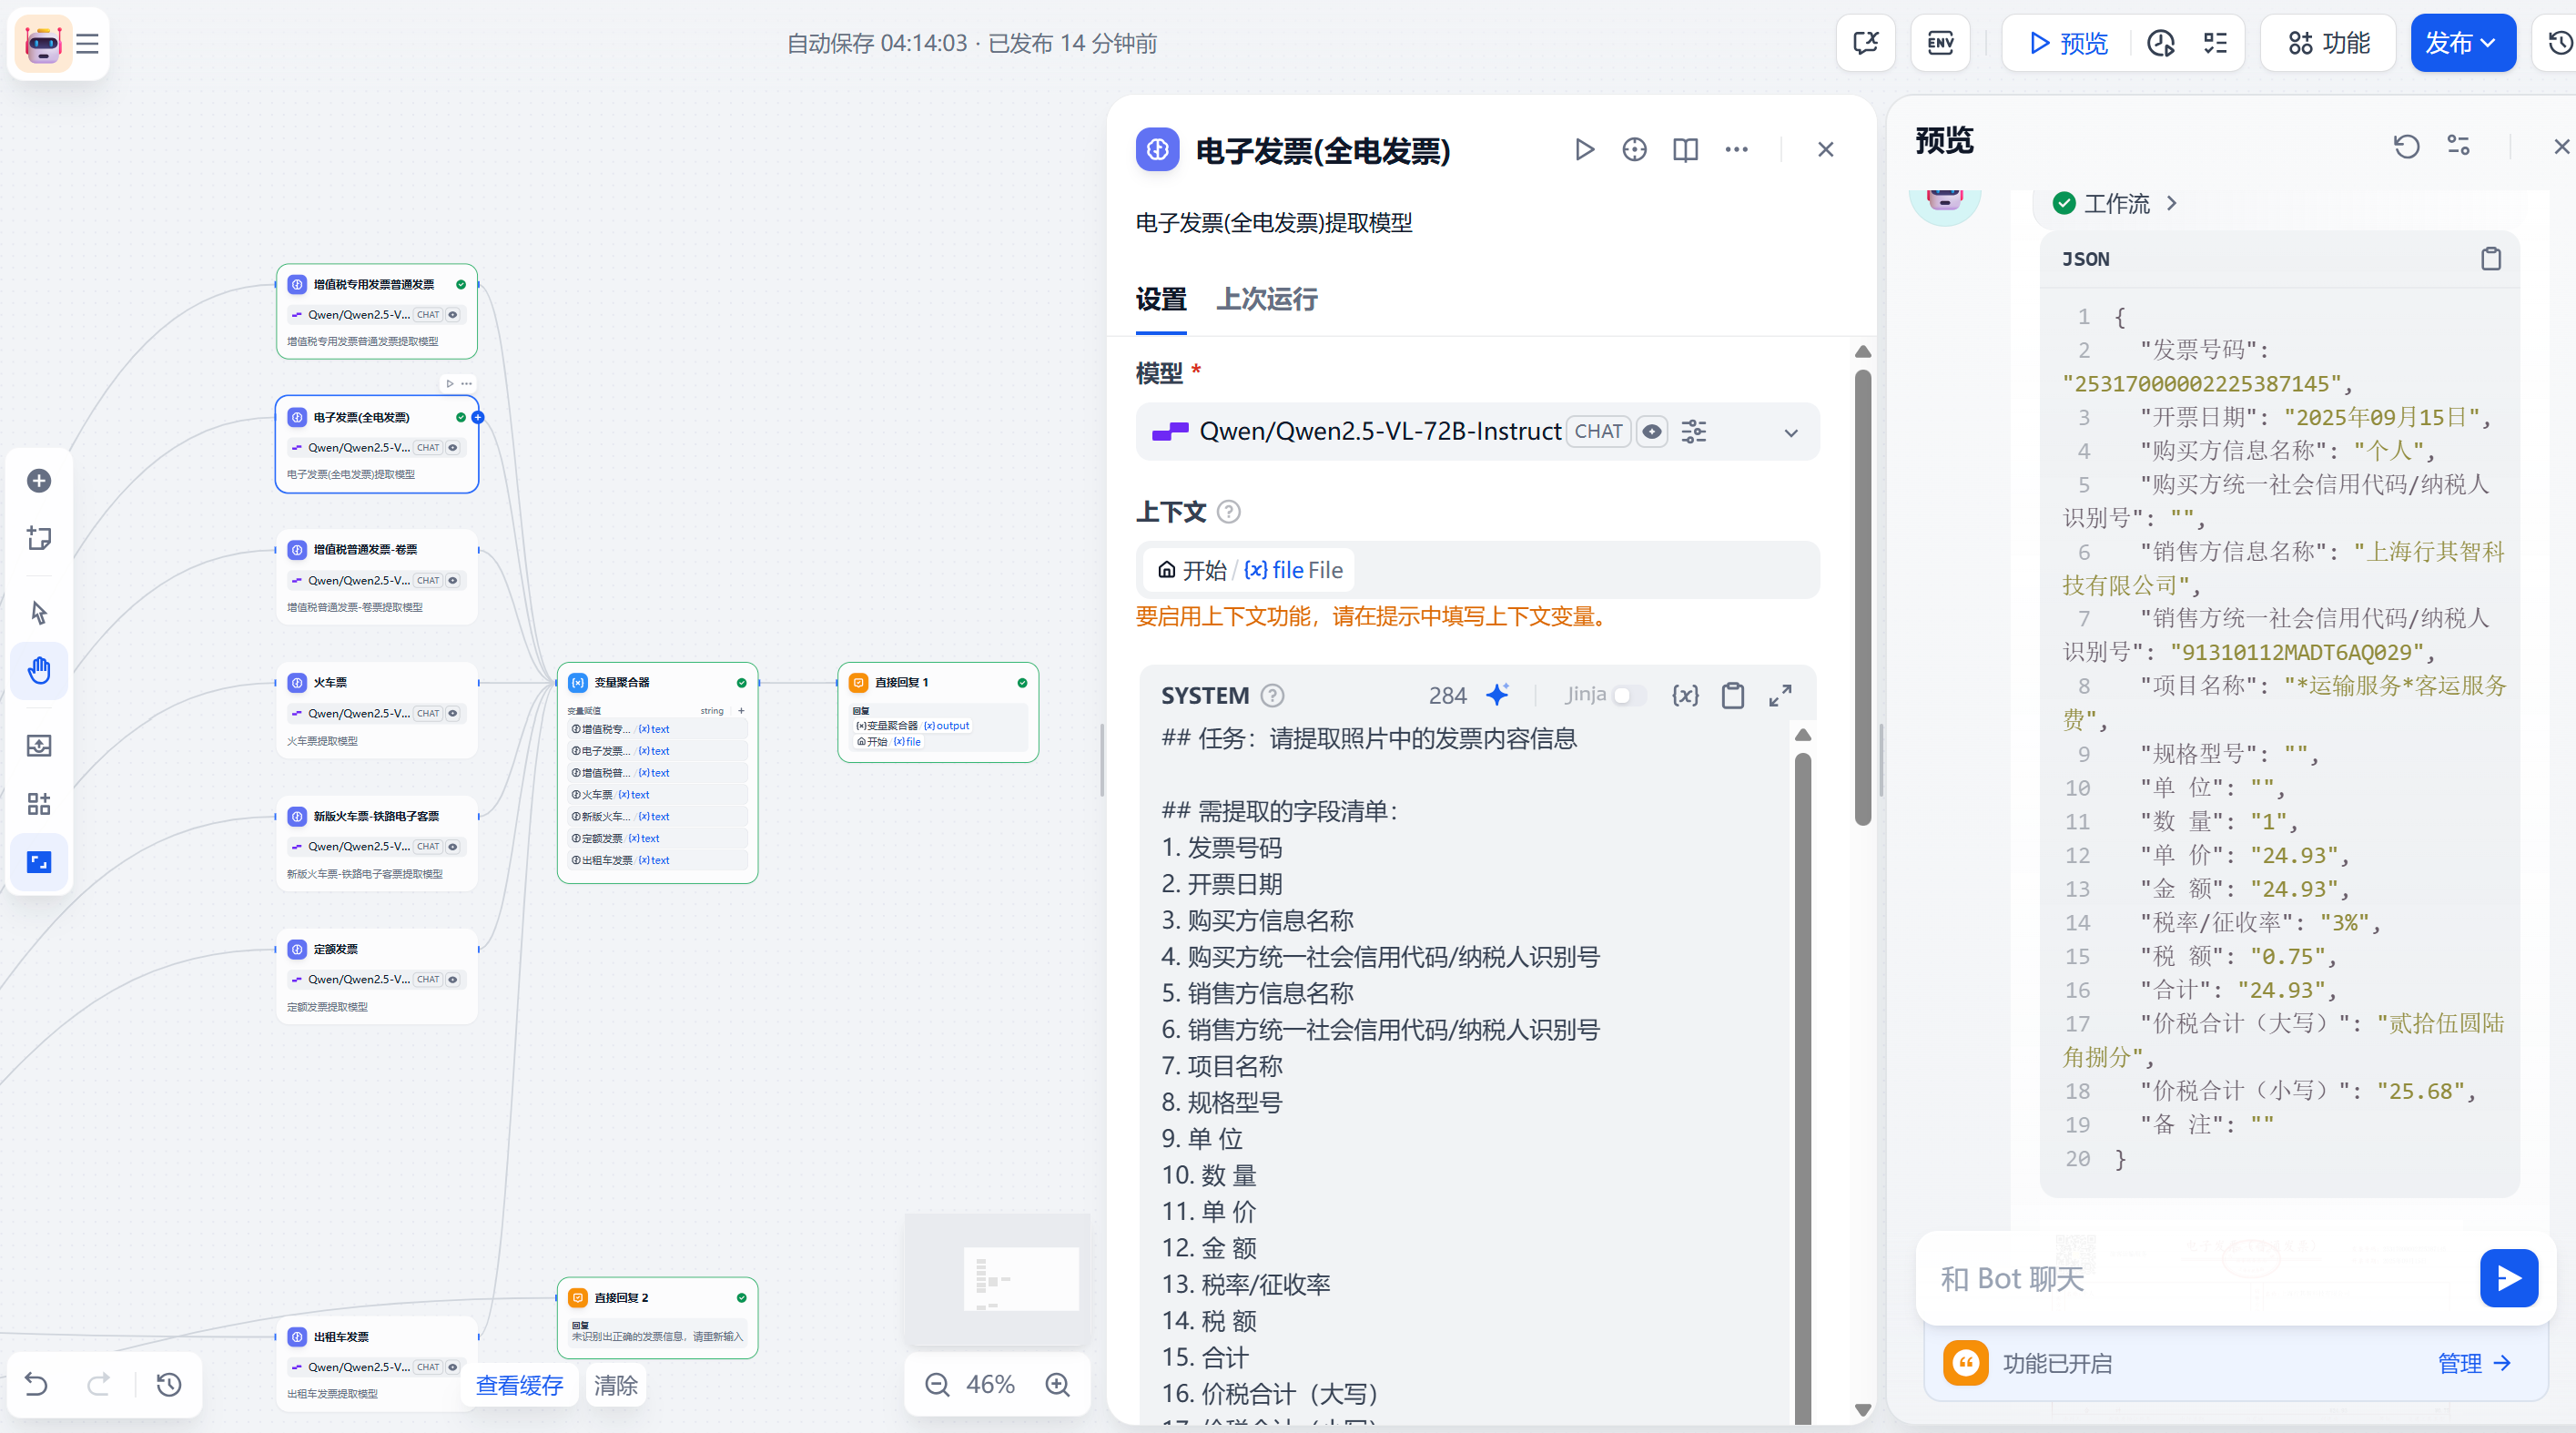 自动保存 04:14:03 · 已发布 14 分钟前
ENV
预览
功能
发布
增值税专用发票普通发票
Qwen/Qwen2.5-V... CHAT
增值税专用发票普通发票提取模型
电子发票(全电发票)
Qwen/Qwen2.5-V... CHAT
电子发票(全电发票)提取模型
增值税普通发票-卷票
Qwen/Qwen2.5-V... CHAT
增值税普通发票-卷票提取模型
火车票
Qwen/Qwen2.5-V... CHAT
火车票提取模型
新版火车票-铁路电子客票
Qwen/Qwen2.5-V... CHAT
新版火车票-铁路电子客票提取模型
定额发票
Qwen/Qwen2.5-V... CHAT
定额发票提取模型
出租车发票
Qwen/Qwen2.5-V... CHAT
出租车发票提取模型
变量聚合器
变量赋值 string +
增值税专... / {x} text
电子发票... / {x} text
增值税普... / {x} text
火车票 / {x} text
新版火车... / {x} text
定额发票 / {x} text
出租车发票 / {x} text
直接回复 1
回复
{x} 变量聚合器 / {x} output
开始 / {x} file
直接回复 2
回复
未识别出正确的发票信息，请重新输入
查看缓存
清除
46%
电子发票(全电发票)
电子发票(全电发票)提取模型
设置
上次运行
模型 *
Qwen/Qwen2.5-VL-72B-Instruct CHAT
上下文
开始 / {x} file File
要启用上下文功能，请在提示中填写上下文变量。
SYSTEM 284 Jinja {x}
## 任务：请提取照片中的发票内容信息
## 需提取的字段清单：
1. 发票号码
2. 开票日期
3. 购买方信息名称
4. 购买方统一社会信用代码/纳税人识别号
5. 销售方信息名称
6. 销售方统一社会信用代码/纳税人识别号
7. 项目名称
8. 规格型号
9. 单 位
10. 数 量
11. 单 价
12. 金 额
13. 税率/征收率
14. 税 额
15. 合计
16. 价税合计（大写）
17. 价税合计（小写）
预览
工作流
JSON
1 {
2 "发票号码":
"25317000002225387145",
3 "开票日期": "2025年09月15日",
4 "购买方信息名称": "个人",
5 "购买方统一社会信用代码/纳税人
识别号": "",
6 "销售方信息名称": "上海行其智科
技有限公司",
7 "销售方统一社会信用代码/纳税人
识别号": "91310112MADT6AQ029",
8 "项目名称": "*运输服务*客运服务
费",
9 "规格型号": "",
10 "单 位": "",
11 "数 量": "1",
12 "单 价": "24.93",
13 "金 额": "24.93",
14 "税率/征收率": "3%",
15 "税 额": "0.75",
16 "合计": "24.93",
17 "价税合计（大写）": "贰拾伍圆陆
角捌分",
18 "价税合计（小写）": "25.68",
19 "备 注": ""
20 }
和 Bot 聊天
功能已开启
管理